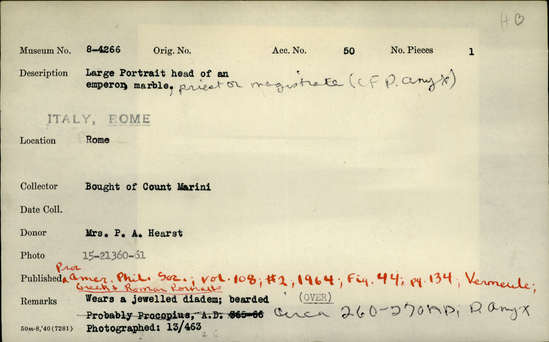 HB
Museum No. 8-4266 Orig. No. Acc. No. 50 No. Pieces 1
Description Large Portrait head of an
emperor, marble, priest or magistrate (CF D. Amyx)
ITALY, ROME
Location Rome
Collector Bought of Count Marini
Date Coll.
Donor Mrs. P. A. Hearst
Photo 15-21360-61
Proc
Published Amer. Phil. Soc.; vol. 108; #2, 1964; Fig. 44; pg. 134, Vermeule;
Greek & Roman Portraits
Remarks Wears a jewelled diadem; bearded (OVER)
Probably Procopius, A.D. 365-66 Circa 260-270 AD, D. Amyx
50m-8,'40(7281) Photographed: 13/463